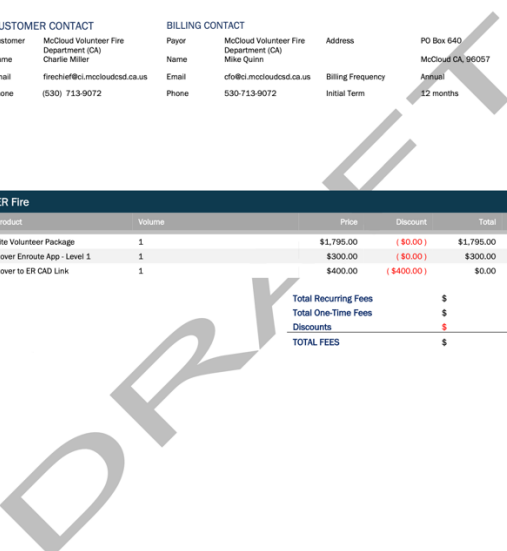 USTOMER CONTACT BILLING CONTACT
stomer McCloud Volunteer Fire Payor McCloud Volunteer Fire Address PO Box 640
Department (CA) Department (CA)
me Charlie Miller Name Mike Quinn McCloud CA, 96057
nail firechief@ci.mccloudcsd.ca.us Email cfo@ci.mccloudcsd.ca.us Billing Frequency Annual
one (530) 713-9072 Phone 530-713-9072 Initial Term 12 months
ER Fire
roduct Volume Price Discount Total
ite Volunteer Package 1 $1,795.00 ( $0.00 ) $1,795.00
over Enroute App - Level 1 1 $300.00 ( $0.00 ) $300.00
over to ER CAD Link 1 $400.00 ( $400.00 ) $0.00
Total Recurring Fees $
Total One-Time Fees $
Discounts $
TOTAL FEES $
DRAFT